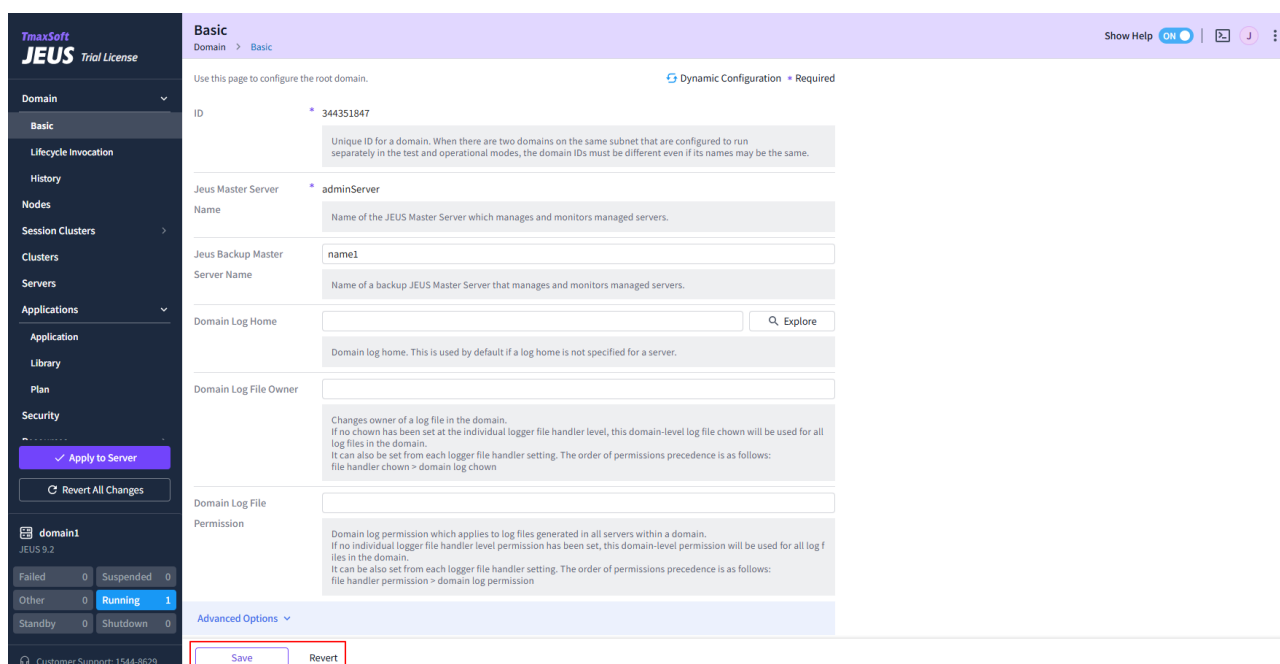 TmaxSoft
JEUS Trial License
Domain
Basic
Lifecycle Invocation
History
Nodes
Session Clusters
Clusters
Servers
Applications
Application
Library
Plan
Security
Apply to Server
Revert All Changes
domain1
JEUS 9.2
Failed 0 Suspended 0
Other 0 Running 1
Standby 0 Shutdown 0
Customer Support: 1544-8629
Basic
Domain > Basic
Show Help ON J
Use this page to configure the root domain.
Dynamic Configuration * Required
ID * 344351847
Unique ID for a domain. When there are two domains on the same subnet that are configured to run
separately in the test and operational modes, the domain IDs must be different even if its names may be the same.
Jeus Master Server * adminServer
Name
Name of the JEUS Master Server which manages and monitors managed servers.
Jeus Backup Master name1
Server Name
Name of a backup JEUS Master Server that manages and monitors managed servers.
Domain Log Home
Explore
Domain log home. This is used by default if a log home is not specified for a server.
Domain Log File Owner
Changes owner of a log file in the domain.
If no chown has been set at the individual logger file handler level, this domain-level log file chown will be used for all
log files in the domain.
It can also be set from each logger file handler setting. The order of permissions precedence is as follows:
file handler chown > domain log chown
Domain Log File
Permission
Domain log permission which applies to log files generated in all servers within a domain.
If no individual logger file handler level permission has been set, this domain-level permission will be used for all log f
iles in the domain.
It can be also set from each logger file handler setting. The order of permissions precedence is as follows:
file handler permission > domain log permission
Advanced Options
Save Revert